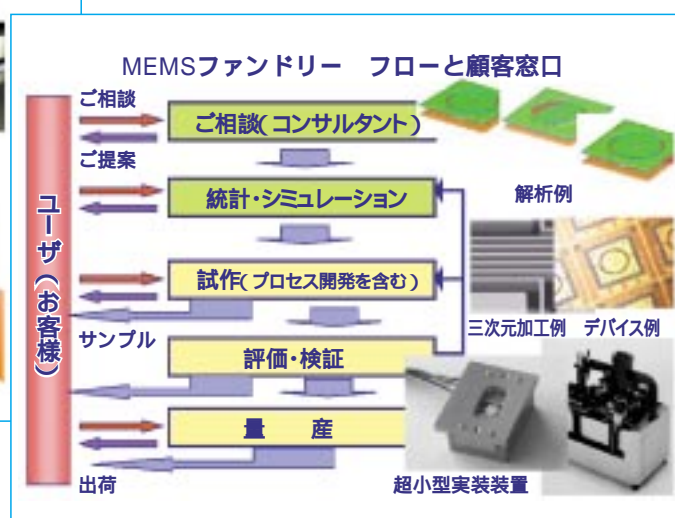 MEMSファンドリー　フローと顧客窓口
ご相談
ご相談(コンサルタント)
ご提案
解析例
統計・シミュレーション
ユーザ(お客様)
試作(プロセス開発を含む)
サンプル
三次元加工例　デバイス例
評価・検証
量　産
出荷
超小型実装装置